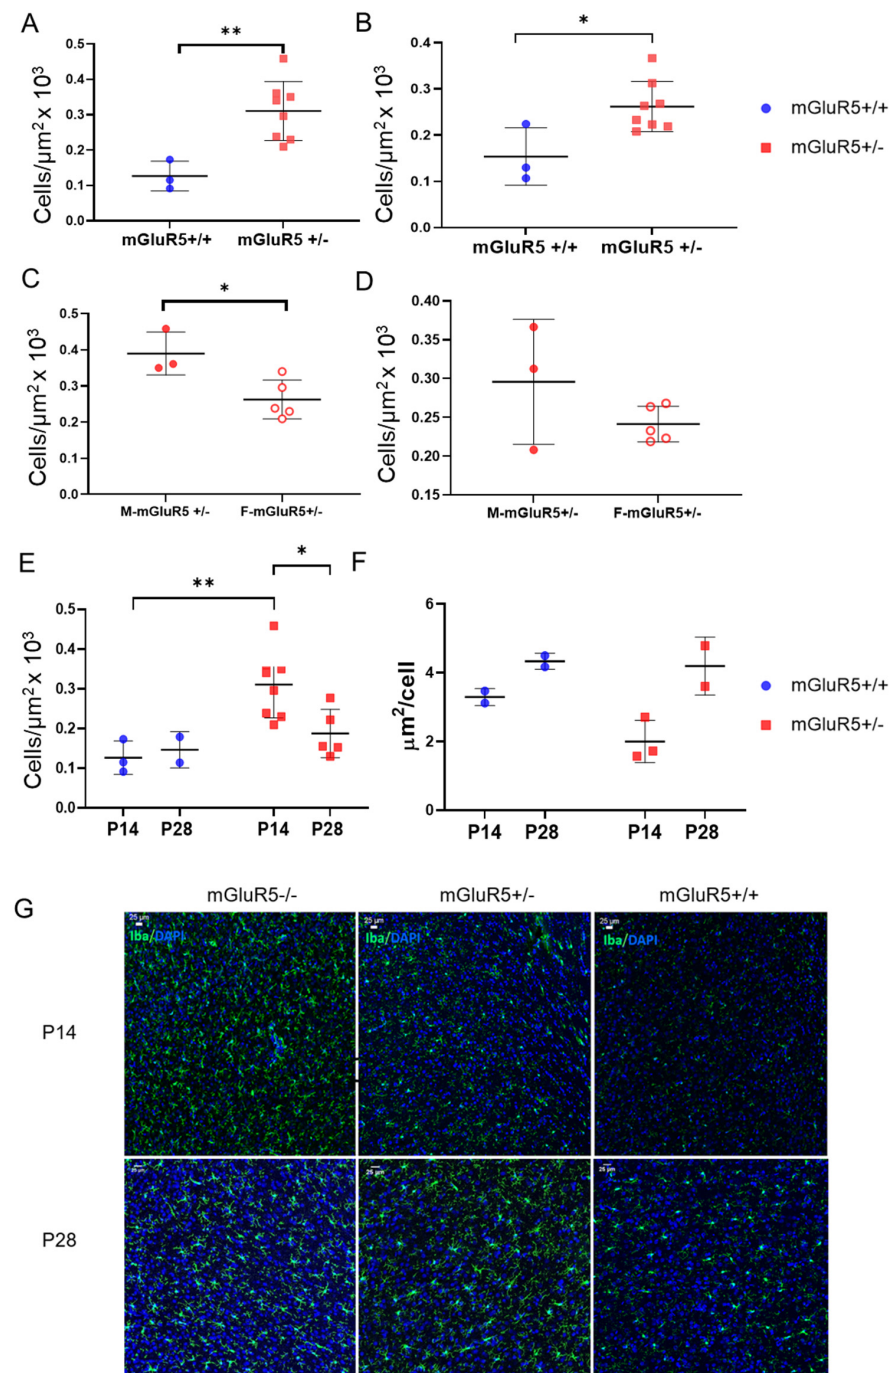 A
Cells/µm² x 10³
0.5
0.4
0.3
0.2
0.1
0.0
**
mGluR5+/+
mGluR5 +/-
B
Cells/µm² x 10³
0.4
0.3
0.2
0.1
0.0
*
mGluR5 +/+
mGluR5 +/-
mGluR5+/+
mGluR5+/-
C
Cells/µm² x 10³
0.5
0.4
0.3
0.2
0.1
0.0
*
M-mGluR5 +/-
F-mGluR5+/-
D
Cells/µm² x 10³
0.40
0.35
0.30
0.25
0.20
0.15
M-mGluR5+/-
F-mGluR5+/-
E
Cells/µm² x 10³
0.5
0.4
0.3
0.2
0.1
0.0
**
*
P14
P28
P14
P28
F
µm²/cell
6
4
2
0
P14
P28
P14
P28
mGluR5+/+
mGluR5+/-
G
mGluR5-/-
mGluR5+/-
mGluR5+/+
P14
25 µm
Iba/DAPI
25 µm
Iba/DAPI
25 µm
Iba/DAPI
P28
25 µm
25 µm
25 µm